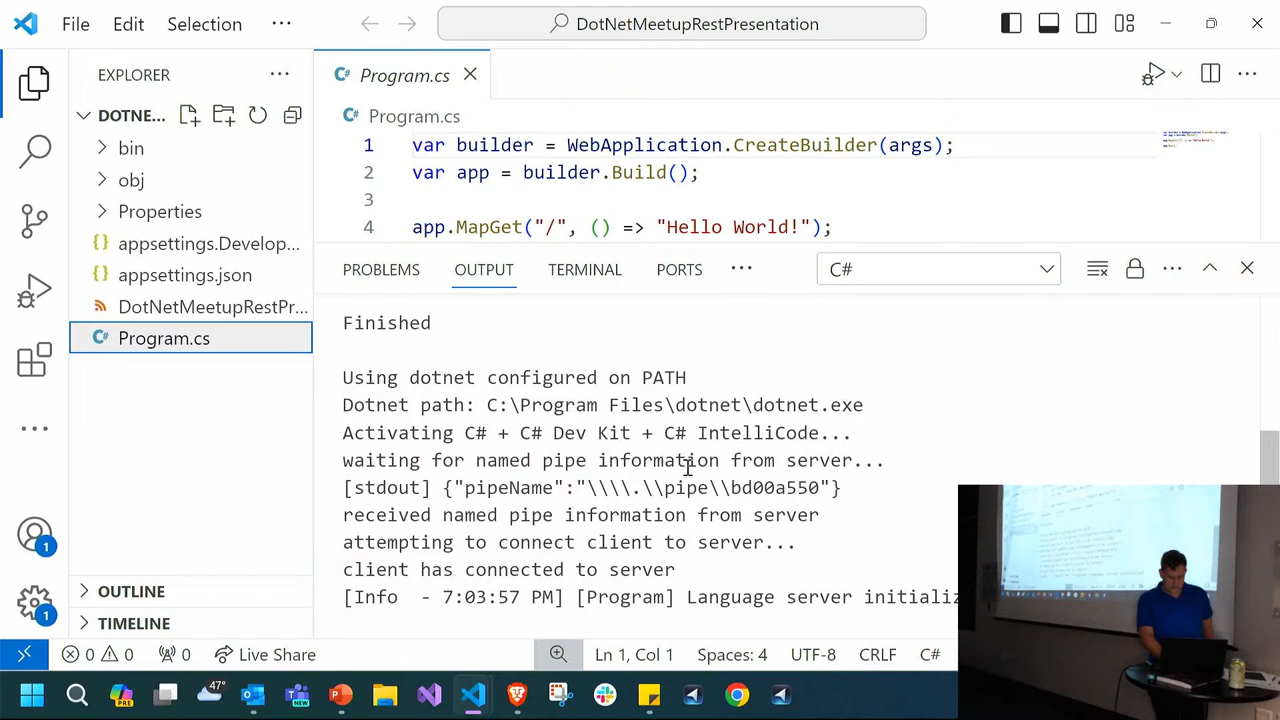 File Edit Selection ··· DotNetMeetupRestPresentation
EXPLORER ···
DOTNE...
bin
obj
Properties
{} appsettings.Develop...
{} appsettings.json
DotNetMeetupRestPr...
C# Program.cs
OUTLINE
TIMELINE
C# Program.cs
C# Program.cs
1 var builder = WebApplication.CreateBuilder(args);
2 var app = builder.Build();
3
4 app.MapGet("/", () => "Hello World!");
PROBLEMS OUTPUT TERMINAL PORTS ··· C#
Finished
Using dotnet configured on PATH
Dotnet path: C:\Program Files\dotnet\dotnet.exe
Activating C# + C# Dev Kit + C# IntelliCode...
waiting for named pipe information from server...
[stdout] {"pipeName":"\\\\.\\pipe\\bd00a550"}
received named pipe information from server
attempting to connect client to server...
client has connected to server
[Info  - 7:03:57 PM] [Program] Language server initializ
1
1
0 0 0 Live Share Ln 1, Col 1 Spaces: 4 UTF-8 CRLF C#
PRE 47° NEW